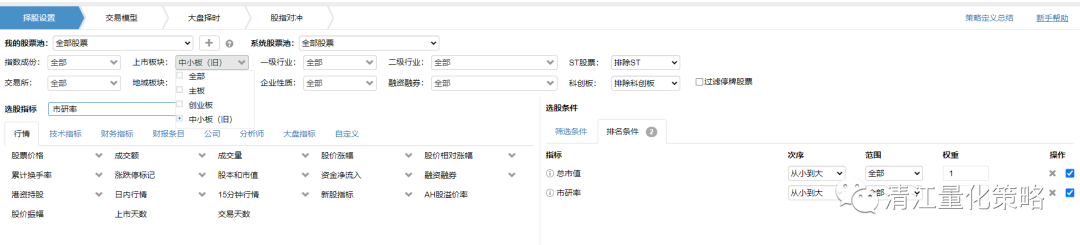 择股设置 交易模型 大盘择时 股指对冲 策略定义总结 新手帮助
我的股票池： 全部股票 + ? 系统股票池： 全部股票
指数成份： 全部 上市板块： 中小板（旧） 一级行业： 全部 二级行业： 全部 ST股票： 排除ST
交易所： 全部 地域板块： 企业性质： 全部 融资融券： 全部 科创板： 排除科创板 过滤停牌股票
全部
主板
创业板
中小板（旧）
选股指标 市研率 选股条件
行情 技术指标 财务指标 财报条目 公司 分析师 大盘指标 自定义 筛选条件 排名条件 2
股票价格 成交额 成交量 股价涨幅 股价相对涨幅 指标 次序 范围 权重 操作
累计换手率 涨跌停标记 股本和市值 资金净流入 融资融券 总市值 从小到大 全部 1
港资持股 日内行情 15分钟行情 新股指标 AH股溢价率 市研率 从小到大 全部
股价振幅 上市天数 交易天数
清江量化策略